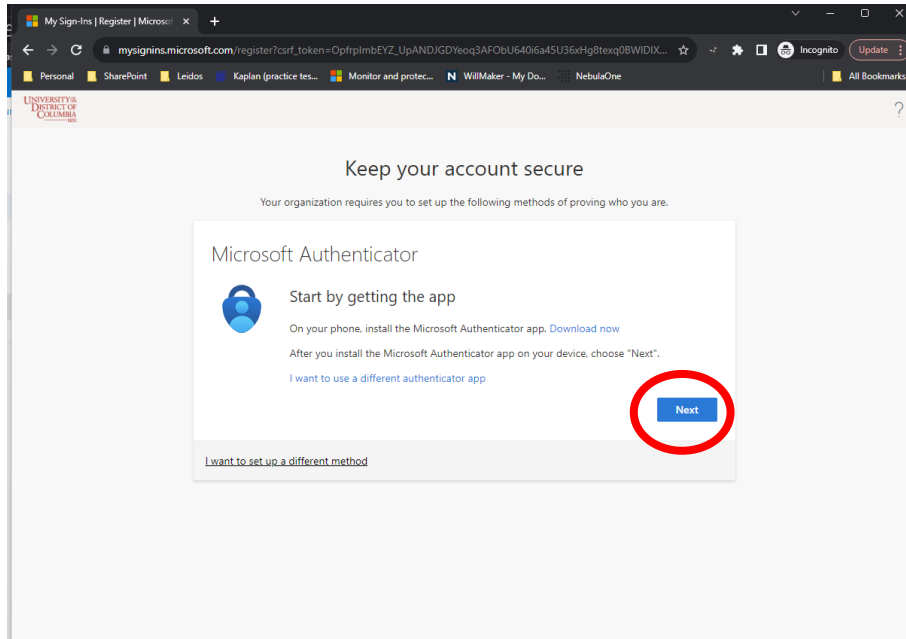 My Sign-Ins | Register | Microsof
mysignins.microsoft.com/register?csrf_token=OpfrpImbEYZ_UpANDJGDYeoq3AFObU640i6a45U36xHg8texq0BWIDIX...
Incognito
Update
Personal
SharePoint
Leidos
Kaplan (practice tes...
Monitor and protec...
WillMaker - My Do...
NebulaOne
All Bookmarks
UNIVERSITY OF THE
DISTRICT OF
COLUMBIA
1851
?
Keep your account secure
Your organization requires you to set up the following methods of proving who you are.
Microsoft Authenticator
Start by getting the app
On your phone, install the Microsoft Authenticator app. Download now
After you install the Microsoft Authenticator app on your device, choose "Next".
I want to use a different authenticator app
Next
I want to set up a different method